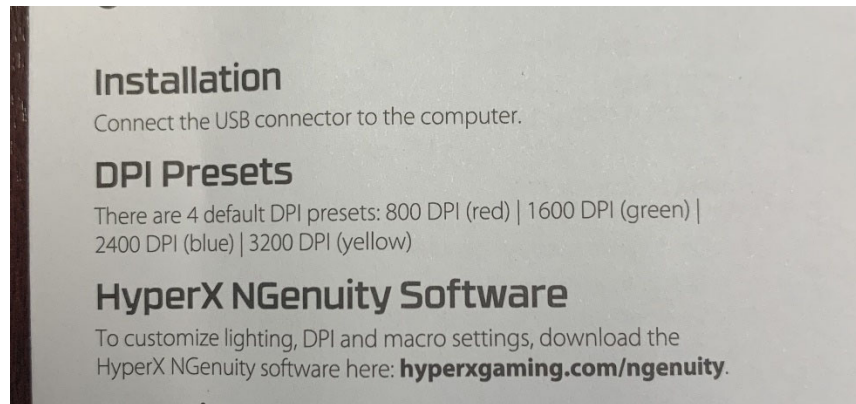 Installation
Connect the USB connector to the computer.
DPI Presets
There are 4 default DPI presets: 800 DPI (red) | 1600 DPI (green) |
2400 DPI (blue) | 3200 DPI (yellow)
HyperX NGenuity Software
To customize lighting, DPI and macro settings, download the
HyperX NGenuity software here: hyperxgaming.com/ngenuity.